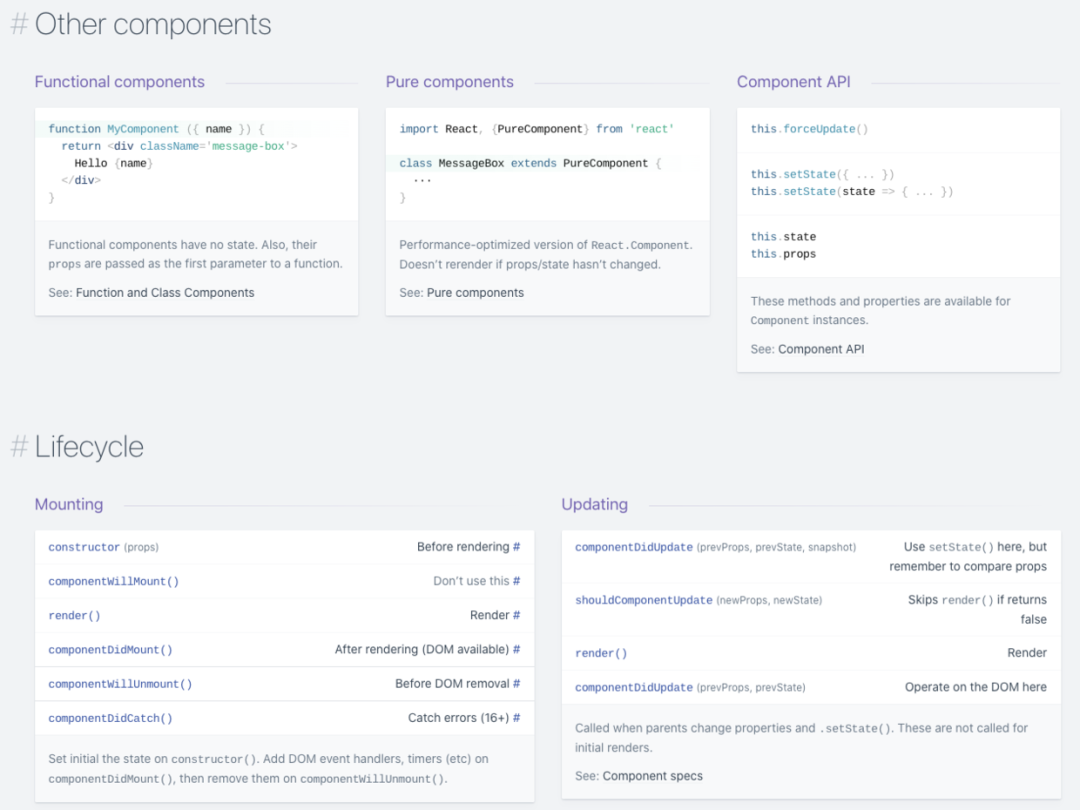 # Other components
Functional components
function MyComponent ({ name }) {
return <div className='message-box'>
Hello {name}
</div>
}
Functional components have no state. Also, their
props are passed as the first parameter to a function.
See: Function and Class Components
Pure components
import React, {PureComponent} from 'react'
class MessageBox extends PureComponent {
...
}
Performance-optimized version of React.Component.
Doesn't rerender if props/state hasn't changed.
See: Pure components
Component API
this.forceUpdate()
this.setState({ ... })
this.setState(state => { ... })
this.state
this.props
These methods and properties are available for
Component instances.
See: Component API
# Lifecycle
Mounting
constructor (props) Before rendering #
componentWillMount() Don't use this #
render() Render #
componentDidMount() After rendering (DOM available) #
componentWillUnmount() Before DOM removal #
componentDidCatch() Catch errors (16+) #
Set initial the state on constructor(). Add DOM event handlers, timers (etc) on
componentDidMount(), then remove them on componentWillUnmount().
Updating
componentDidUpdate (prevProps, prevState, snapshot) Use setState() here, but
remember to compare props
shouldComponentUpdate (newProps, newState) Skips render() if returns
false
render() Render
componentDidUpdate (prevProps, prevState) Operate on the DOM here
Called when parents change properties and .setState(). These are not called for
initial renders.
See: Component specs